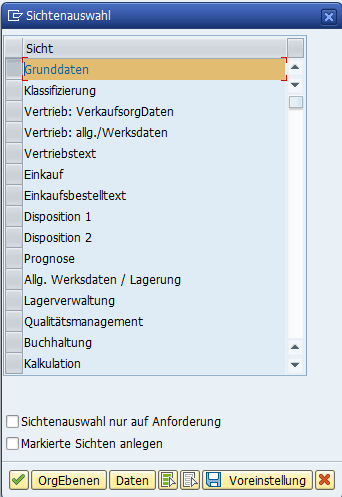 Sichtenauswahl
Sicht
Grunddaten
Klassifizierung
Vertrieb: VerkaufsorgDaten
Vertrieb: allg./Werksdaten
Vertriebstext
Einkauf
Einkaufsbestelltext
Disposition 1
Disposition 2
Prognose
Allg. Werksdaten / Lagerung
Lagerverwaltung
Qualitätsmanagement
Buchhaltung
Kalkulation
Sichtenauswahl nur auf Anforderung
Markierte Sichten anlegen
OrgEbenen Daten Voreinstellung